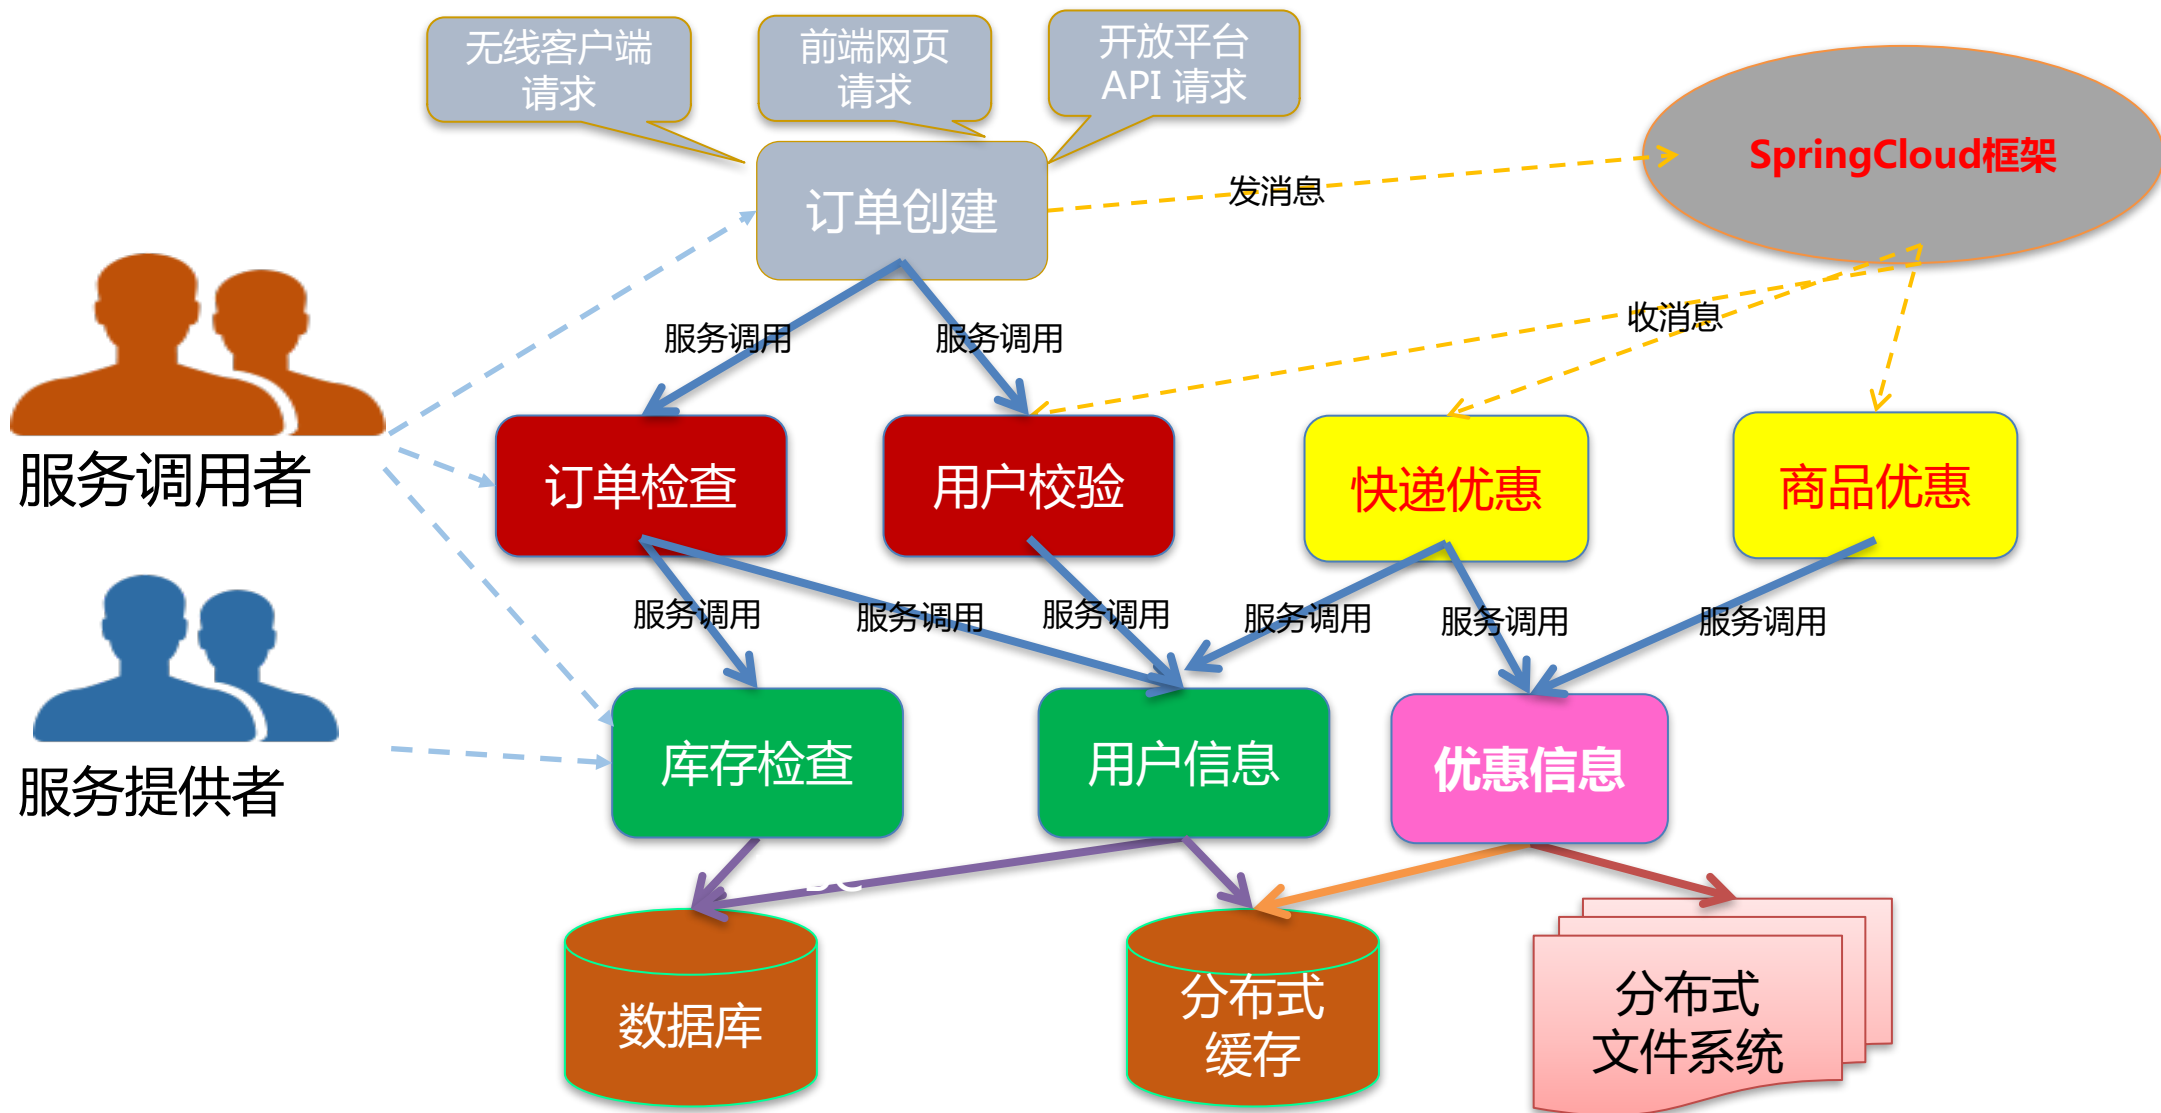 无线客户端
请求
前端网页
请求
开放平台
API 请求
SpringCloud框架
订单创建
发消息
收消息
服务调用
服务调用
服务调用者
订单检查
用户校验
快递优惠
商品优惠
服务调用
服务调用
服务调用
服务调用
服务调用
服务调用
服务提供者
库存检查
用户信息
优惠信息
数据库
分布式
缓存
分布式
文件系统